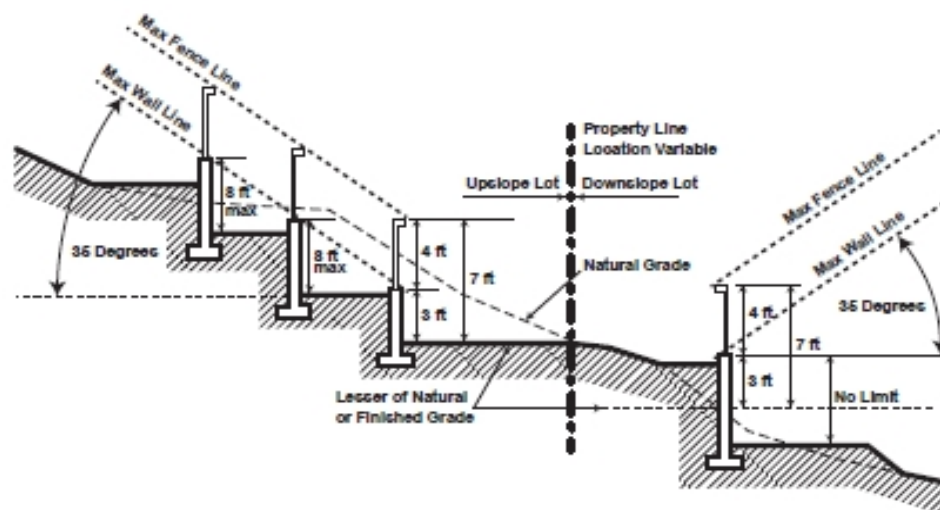 Max Fence Line
Max Wall Line
8 ft
max
8 ft
max
35 Degrees
4 ft
7 ft
3 ft
Property Line
Location Variable
Upslope Lot
Downslope Lot
Natural Grade
Lesser of Natural
or Finished Grade
Max Fence Line
Max Wall Line
35 Degrees
4 ft
7 ft
3 ft
No Limit